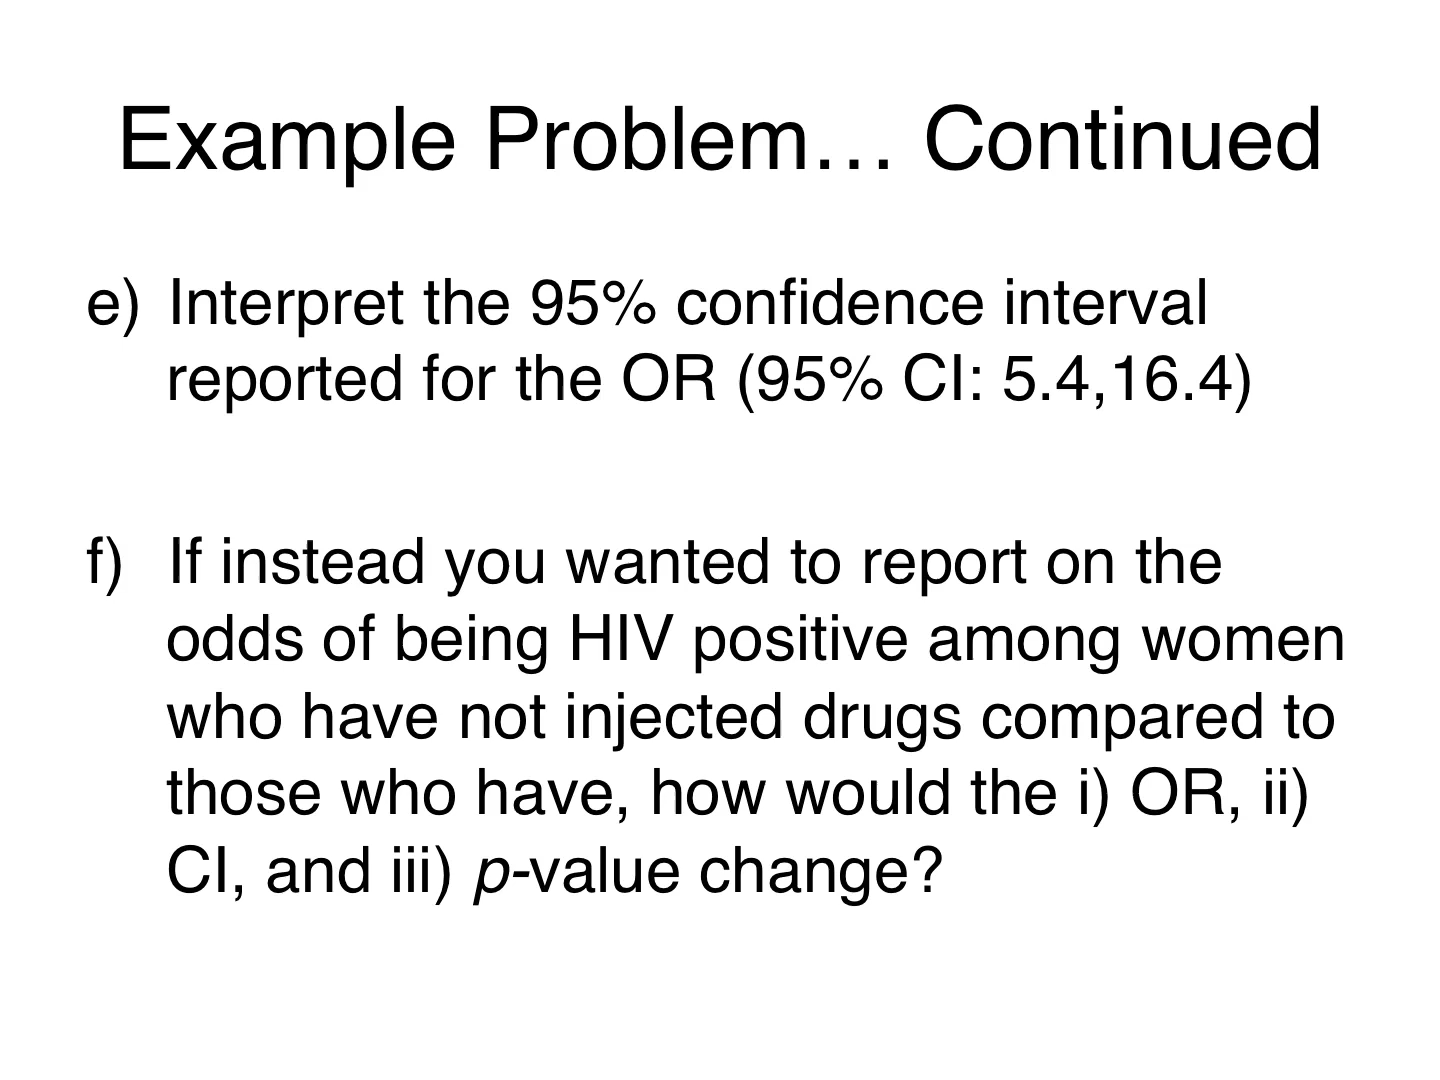 Example Problem… Continued
e) Interpret the 95% confidence interval
reported for the OR (95% CI: 5.4,16.4)
f) If instead you wanted to report on the
odds of being HIV positive among women
who have not injected drugs compared to
those who have, how would the i) OR, ii)
CI, and iii) p-value change?